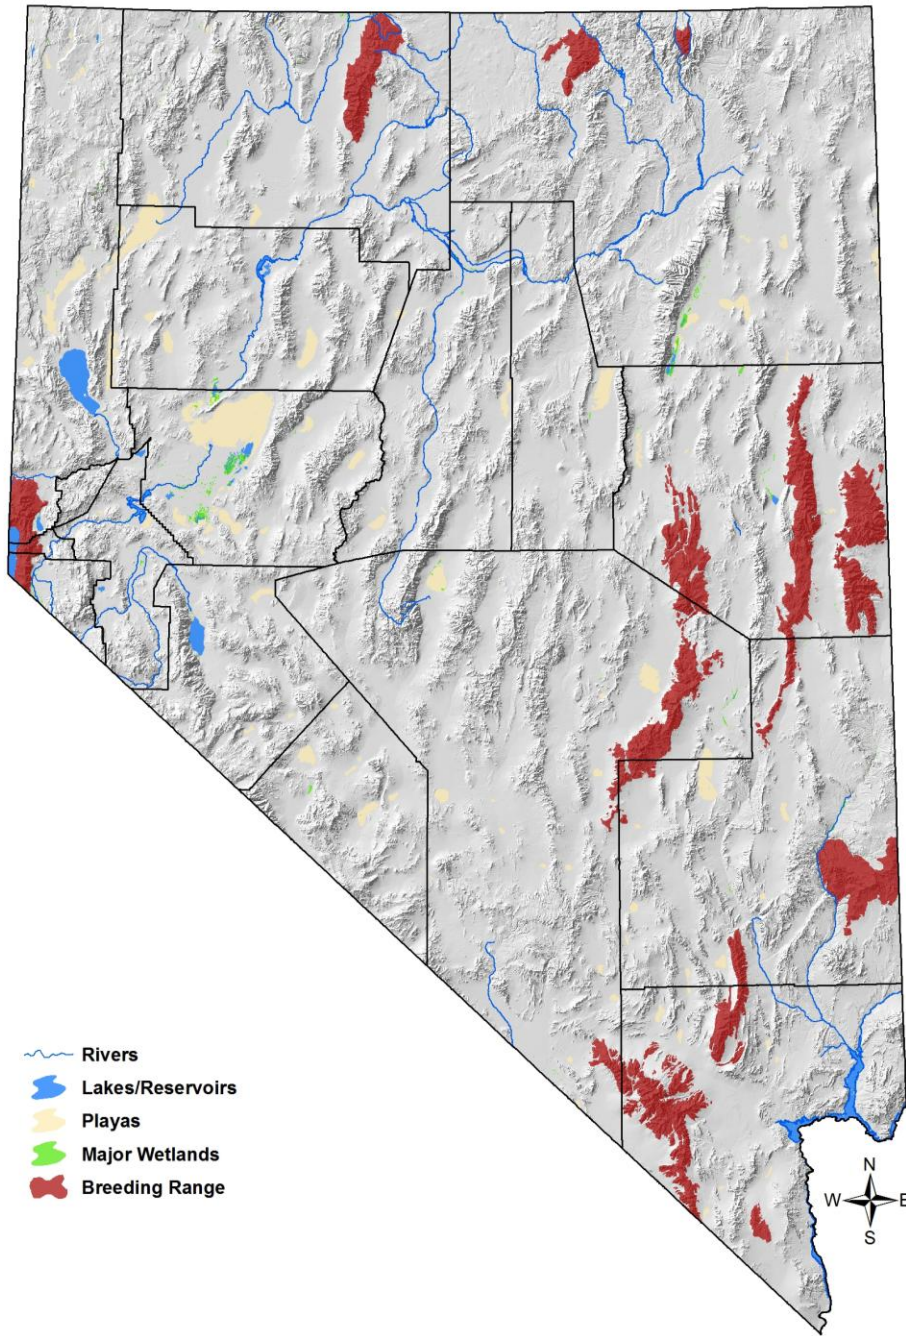 Rivers
Lakes/Reservoirs
Playas
Major Wetlands
Breeding Range
N
W E
S